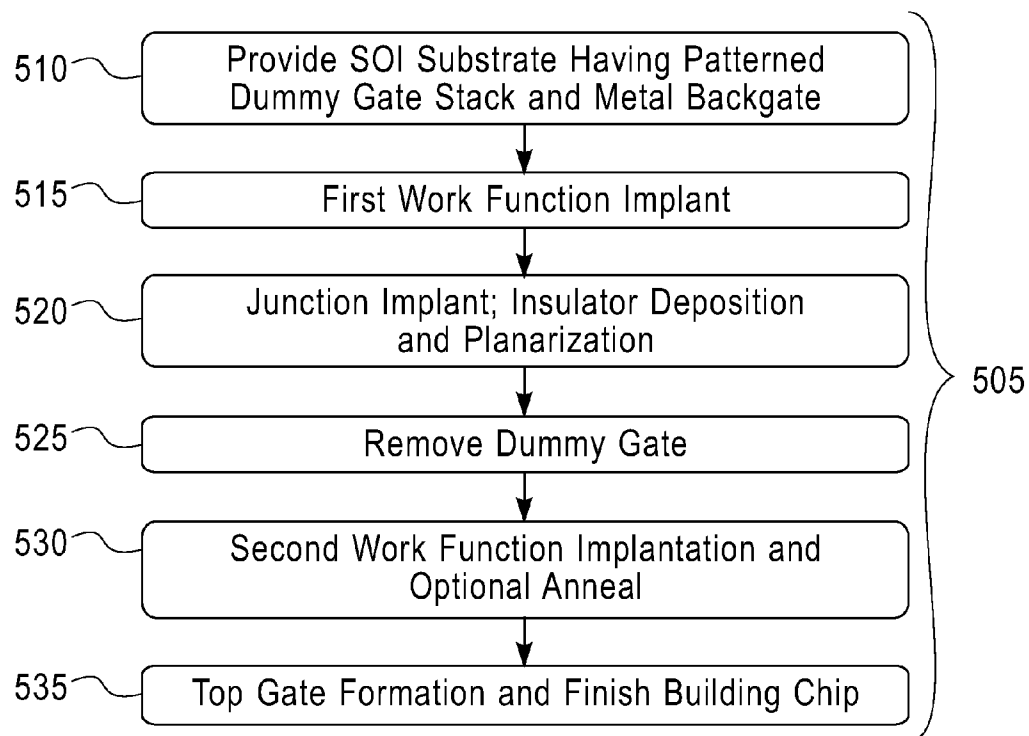 510
Provide SOI Substrate Having Patterned
Dummy Gate Stack and Metal Backgate
515
First Work Function Implant
520
Junction Implant; Insulator Deposition
and Planarization
505
525
Remove Dummy Gate
530
Second Work Function Implantation and
Optional Anneal
535
Top Gate Formation and Finish Building Chip